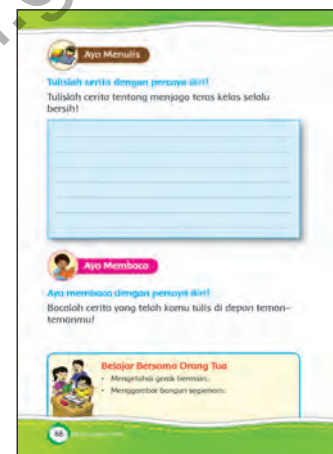 Ayo Menulis
Tulislah cerita dengan percaya diri!
Tulislah cerita tentang menjaga teras kelas selalu
bersih!
Ayo Membaca
Ayo membaca dengan percaya diri!
Bacalah cerita yang telah kamu tulis di depan teman-
temanmu!
Belajar Bersama Orang Tua
• Mengetahui gerak bermain.
• Menggambar bangun segienam.
66